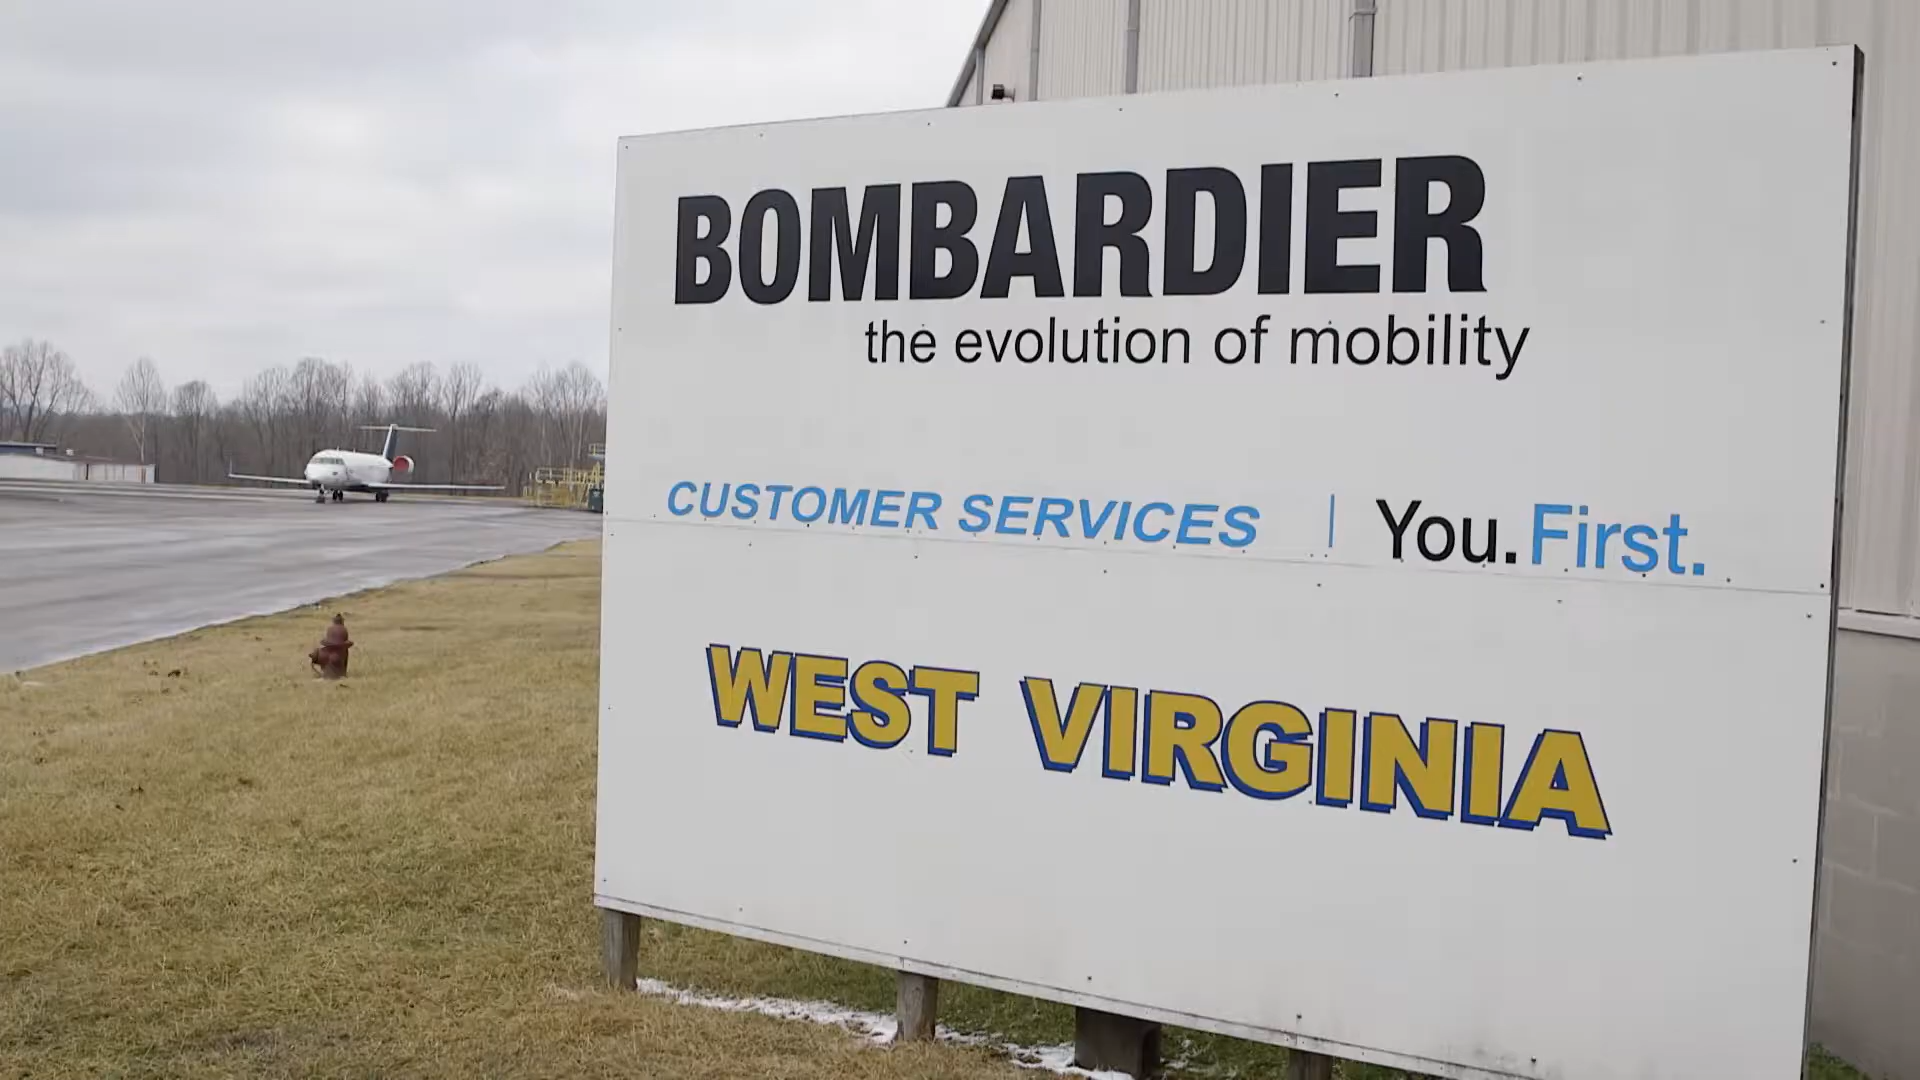 BOMBARDIER
the evolution of mobility
CUSTOMER SERVICES | You.First.
WEST VIRGINIA